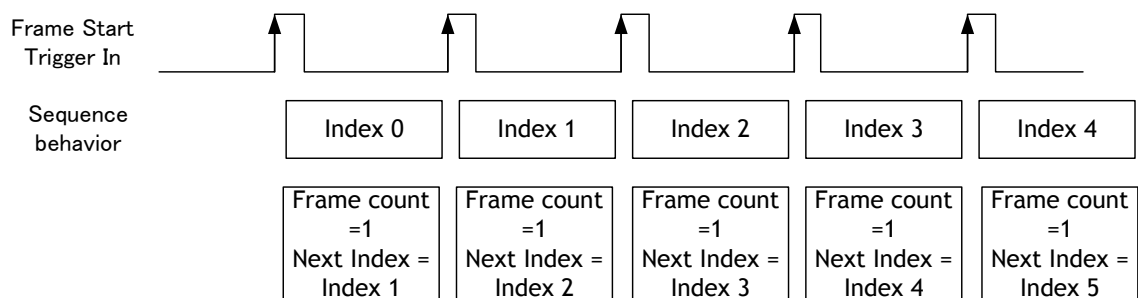 Frame Start
Trigger In
Sequence
behavior
Index 0
Index 1
Index 2
Index 3
Index 4
Frame count
=1
Next Index =
Index 1
Frame count
=1
Next Index =
Index 2
Frame count
=1
Next Index =
Index 3
Frame count
=1
Next Index =
Index 4
Frame count
=1
Next Index =
Index 5